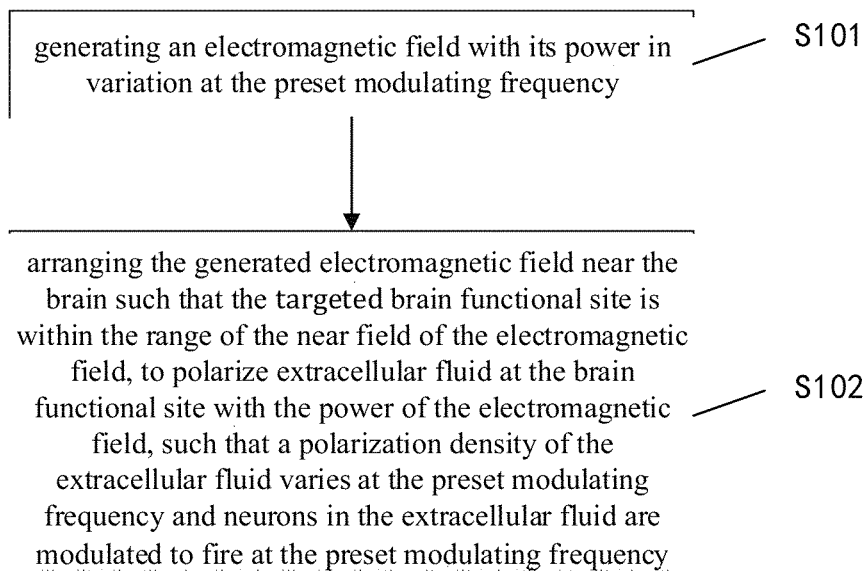 generating an electromagnetic field with its power in
variation at the preset modulating frequency
S101
arranging the generated electromagnetic field near the
brain such that the targeted brain functional site is
within the range of the near field of the electromagnetic
field, to polarize extracellular fluid at the brain
functional site with the power of the electromagnetic
field, such that a polarization density of the
extracellular fluid varies at the preset modulating
frequency and neurons in the extracellular fluid are
modulated to fire at the preset modulating frequency
S102